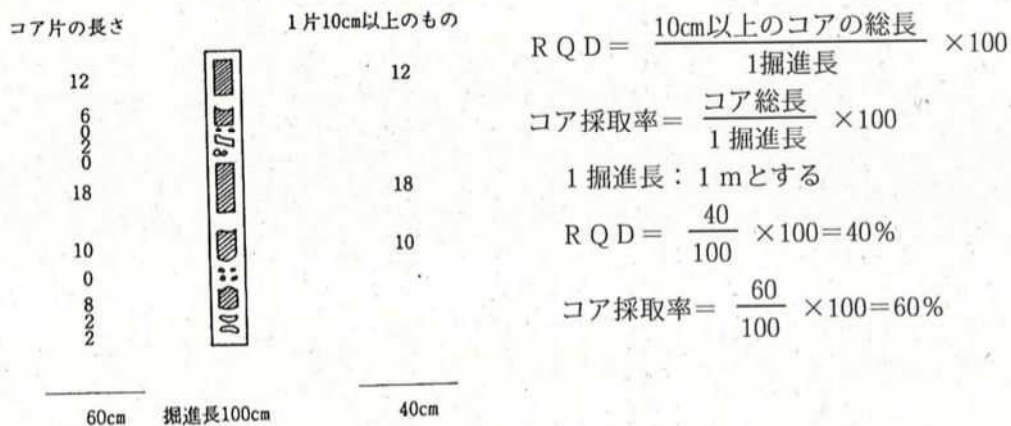 コア片の長さ
1片10cm以上のもの
12
12
6
0
2
0
18
18
10
10
0
8
2
2
60cm
掘進長100cm
40cm
RQD＝ 10cm以上のコアの総長 / 1掘進長 ×100
コア採取率＝ コア総長 / 1掘進長 ×100
1掘進長：1mとする
RQD＝ 40 / 100 ×100＝40%
コア採取率＝ 60 / 100 ×100＝60%